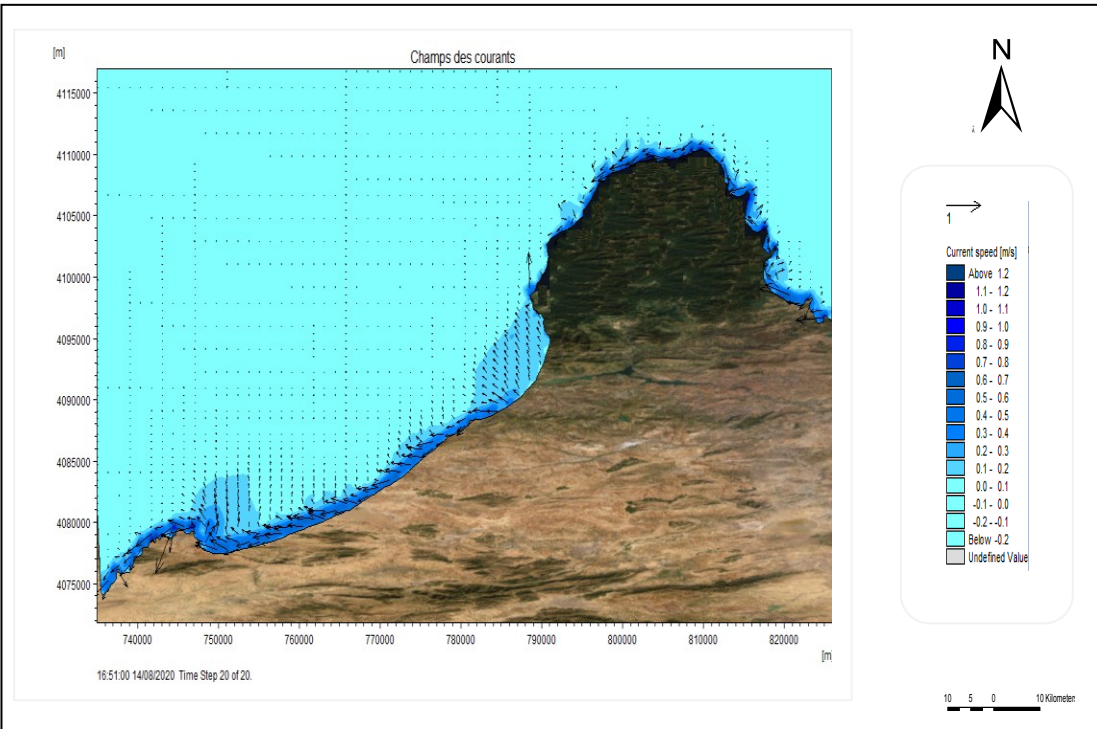 [m]
Champs des courants
4115000
4110000
4105000
4100000
4095000
4090000
4085000
4080000
4075000
740000 750000 760000 770000 780000 790000 800000 810000 820000
[m]
16:51:00 14/08/2020 Time Step 20 of 20.
N
1
Current speed [m/s]
Above 1.2
1.1 - 1.2
1.0 - 1.1
0.9 - 1.0
0.8 - 0.9
0.7 - 0.8
0.6 - 0.7
0.5 - 0.6
0.4 - 0.5
0.3 - 0.4
0.2 - 0.3
0.1 - 0.2
0.0 - 0.1
-0.1 - 0.0
-0.2 - -0.1
Below -0.2
Undefined Value
10 5 0 10 Kilometers